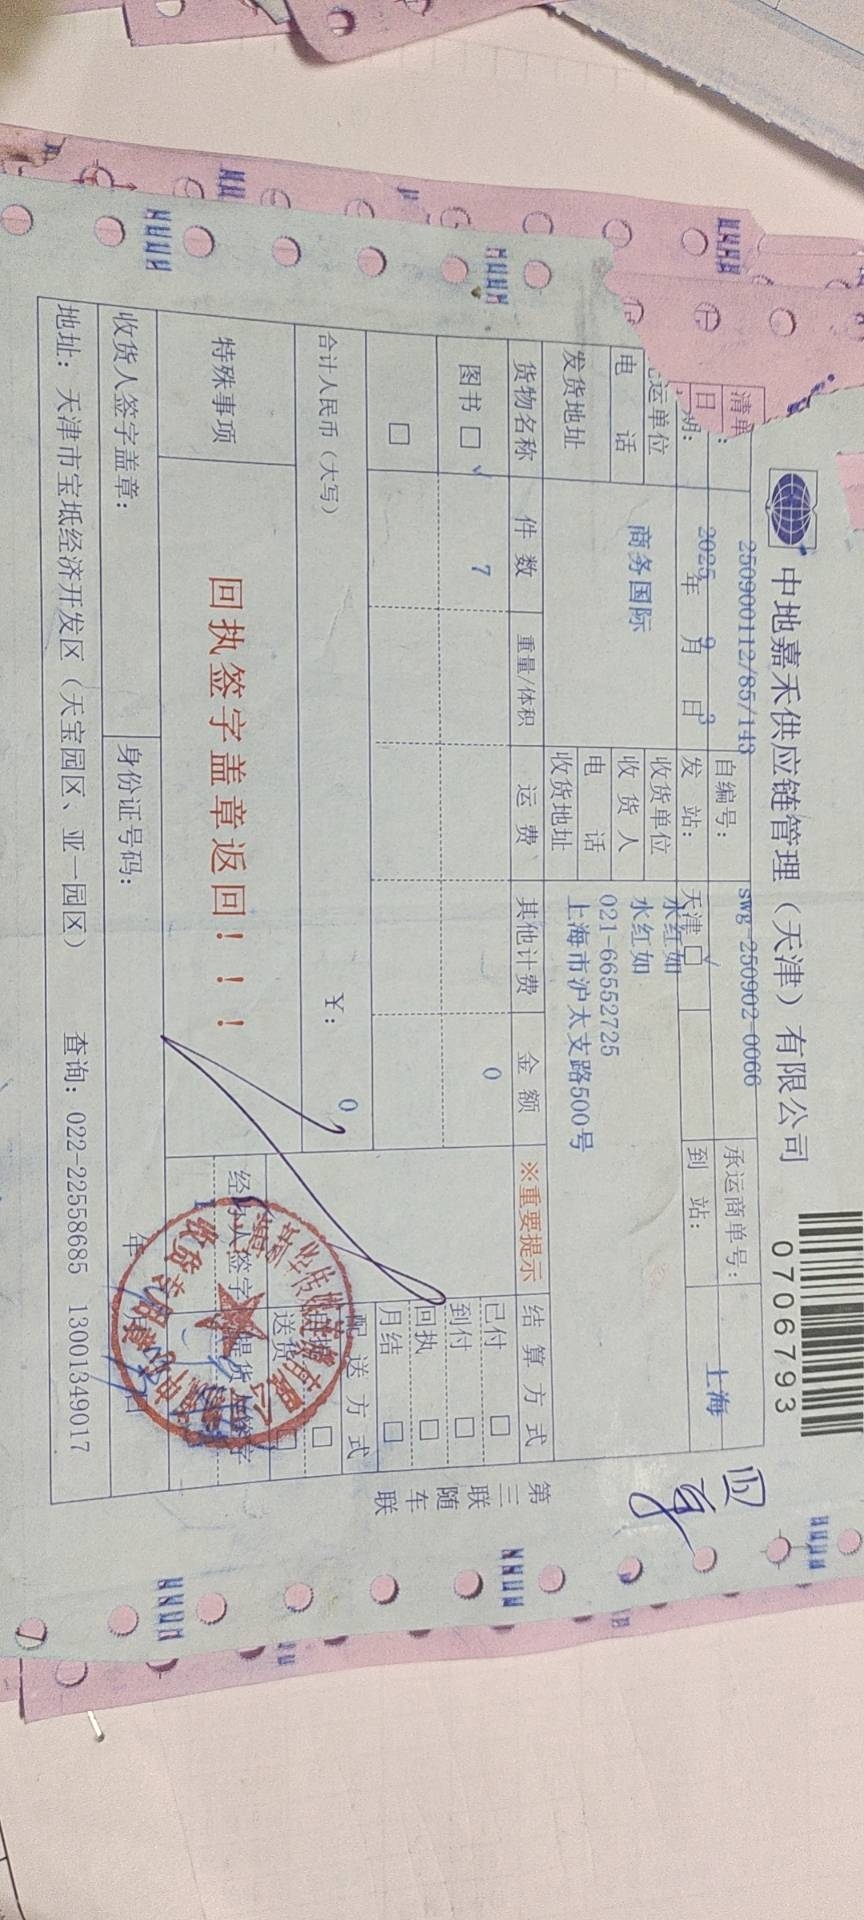 中地嘉禾供应链管理（天津）有限公司
0706793
清单 : 250900112/85/143 自编号: swg-250902-0066 承运商单号:
日 期: 2025年 9月 3日 发 站: 天津□√ 到 站: 上海
运单位 商务国际 收货单位 水红如
电 话 收 货 人 水红如
发货地址 电 话 021-66552725
收货地址 上海市沪太支路500号
货物名称 件 数 重量/体积 运 费 其他计费 金 额 ※重要提示 结 算 方 式
图书 □√ 7 0 已付 □
到付 □
□ 回执 □
月结 □
合计人民币（大写） ￥: 0 配 送 方 式
□
送货 □
特殊事项 回执签字盖章返回！！！ 经办人签字 提货人签字
收货人签字盖章: 身份证号码: 年 月 日
地址: 天津市宝坻经济开发区（天宝园区、亚一园区） 查询: 022-22558685 13001349017
第三联 随车联